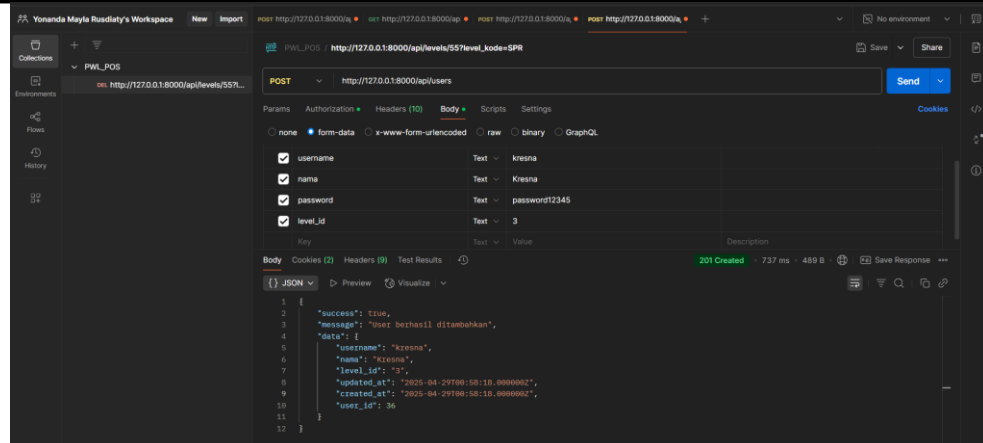 Yonanda Mayla Rusdiaty's Workspace New Import POST http://127.0.0.1:8000/a GET http://127.0.0.1:8000/ap POST http://127.0.0.1:8000/a POST http://127.0.0.1:8000/a + No environment
Collections
PWL_POS
DEL http://127.0.0.1:8000/api/levels/55?l...
Environments
Flows
History
HTTP PWL_POS / http://127.0.0.1:8000/api/levels/55?level_kode=SPR Save Share
POST http://127.0.0.1:8000/api/users Send
Params Authorization Headers (10) Body Scripts Settings Cookies
none form-data x-www-form-urlencoded raw binary GraphQL
username Text kresna
nama Text Kresna
password Text password12345
level_id Text 3
Key Text Value Description
Body Cookies (2) Headers (9) Test Results 201 Created 737 ms 489 B Save Response
{} JSON Preview Visualize
1 {
2 "success": true,
3 "message": "User berhasil ditambahkan",
4 "data": {
5 "username": "kresna",
6 "nama": "Kresna",
7 "level_id": "3",
8 "updated_at": "2025-04-29T00:58:18.000000Z",
9 "created_at": "2025-04-29T00:58:18.000000Z",
10 "user_id": 36
11 }
12 }